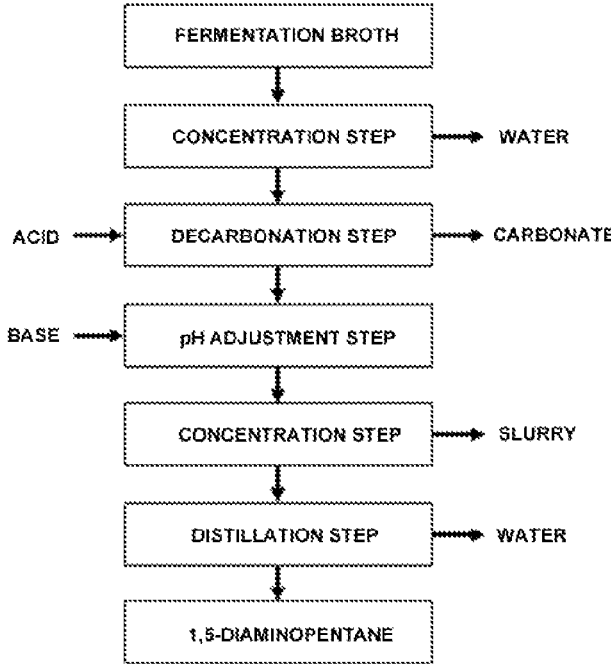 FERMENTATION BROTH
CONCENTRATION STEP
WATER
ACID
DECARBONATION STEP
CARBONATE
BASE
pH ADJUSTMENT STEP
CONCENTRATION STEP
SLURRY
DISTILLATION STEP
WATER
1,5-DIAMINOPENTANE